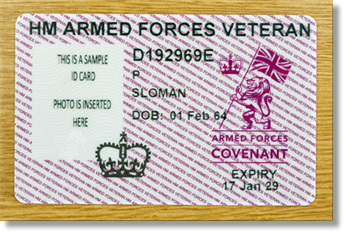 HM ARMED FORCES VETERAN
THIS IS A SAMPLE
ID CARD
PHOTO IS INSERTED
HERE
D192969E
P
SLOMAN
DOB: 01 Feb 64
ARMED FORCES
COVENANT
EXPIRY
17 Jan 29